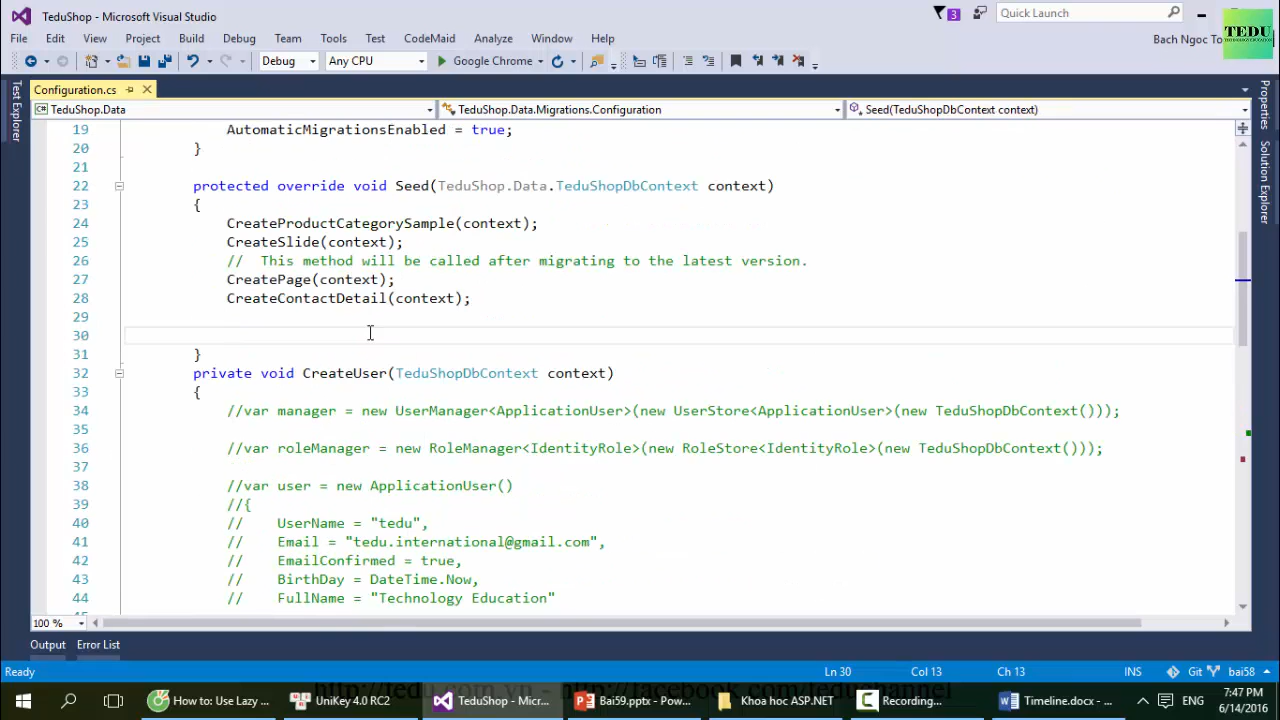 TeduShop - Microsoft Visual Studio
3
Quick Launch
TEDU
File Edit View Project Build Debug Team Tools Test CodeMaid Analyze Window Help
Bach Ngoc To
Debug Any CPU Google Chrome
Test Explorer
Configuration.cs
TeduShop.Data TeduShop.Data.Migrations.Configuration Seed(TeduShopDbContext context)
Properties
Solution Explorer
19 AutomaticMigrationsEnabled = true;
20 }
21
22 protected override void Seed(TeduShop.Data.TeduShopDbContext context)
23 {
24 CreateProductCategorySample(context);
25 CreateSlide(context);
26 // This method will be called after migrating to the latest version.
27 CreatePage(context);
28 CreateContactDetail(context);
29
30
31 }
32 private void CreateUser(TeduShopDbContext context)
33 {
34 //var manager = new UserManager<ApplicationUser>(new UserStore<ApplicationUser>(new TeduShopDbContext()));
35
36 //var roleManager = new RoleManager<IdentityRole>(new RoleStore<IdentityRole>(new TeduShopDbContext()));
37
38 //var user = new ApplicationUser()
39 //{
40 // UserName = "tedu",
41 // Email = "tedu.international@gmail.com",
42 // EmailConfirmed = true,
43 // BirthDay = DateTime.Now,
44 // FullName = "Technology Education"
100 %
Output Error List
Ready Ln 30 Col 13 Ch 13 INS Git bai58
How to: Use Lazy ... UniKey 4.0 RC2 TeduShop - Micr... Bai59.pptx - Pow... Khoa hoc ASP.NET Recording... Timeline.docx - ... ENG 7:47 PM
6/14/2016